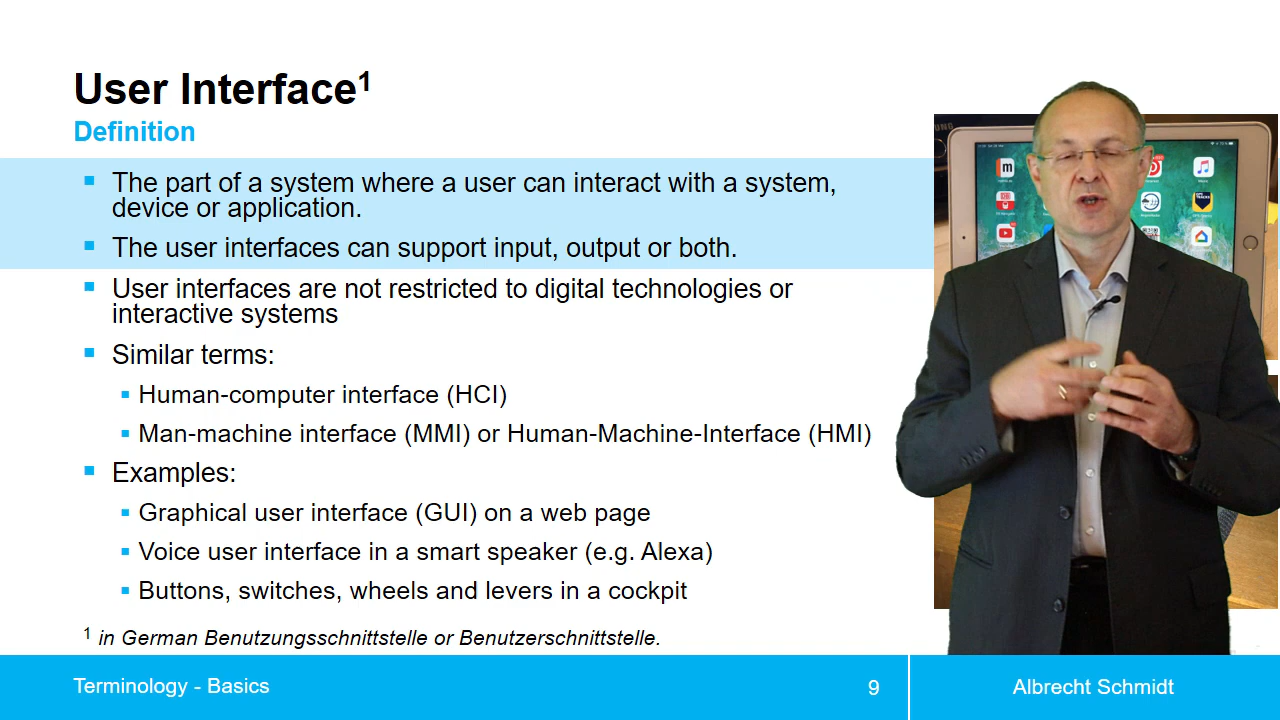 User Interface¹
Definition
The part of a system where a user can interact with a system,
device or application.
The user interfaces can support input, output or both.
User interfaces are not restricted to digital technologies or
interactive systems
Similar terms:
Human-computer interface (HCI)
Man-machine interface (MMI) or Human-Machine-Interface (HMI)
Examples:
Graphical user interface (GUI) on a web page
Voice user interface in a smart speaker (e.g. Alexa)
Buttons, switches, wheels and levers in a cockpit
¹ in German Benutzungsschnittstelle or Benutzerschnittstelle.
Terminology - Basics
9
Albrecht Schmidt